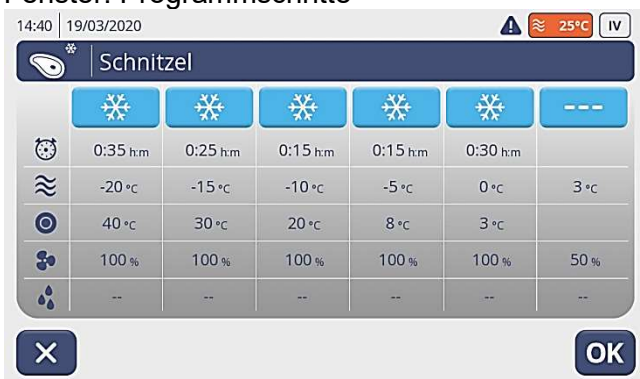 Fenster: Programmschritte
14:40 19/03/2020 25°C IV
Schnitzel
---
0:35 h:m 0:25 h:m 0:15 h:m 0:15 h:m 0:30 h:m
-20 °C -15 °C -10 °C -5 °C 0 °C 3 °C
40 °C 30 °C 20 °C 8 °C 3 °C
100 % 100 % 100 % 100 % 100 % 50 %
-- -- -- -- -- --
OK